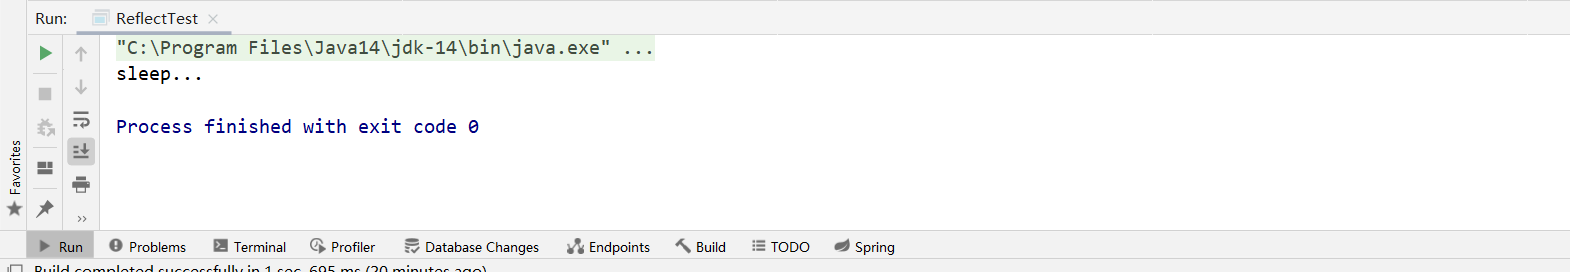 Run: ReflectTest
"C:\Program Files\Java14\jdk-14\bin\java.exe" ...
sleep...
Process finished with exit code 0
Favorites
Run Problems Terminal Profiler Database Changes Endpoints Build TODO Spring
Build completed successfully in 1 sec, 695 ms (20 minutes ago)